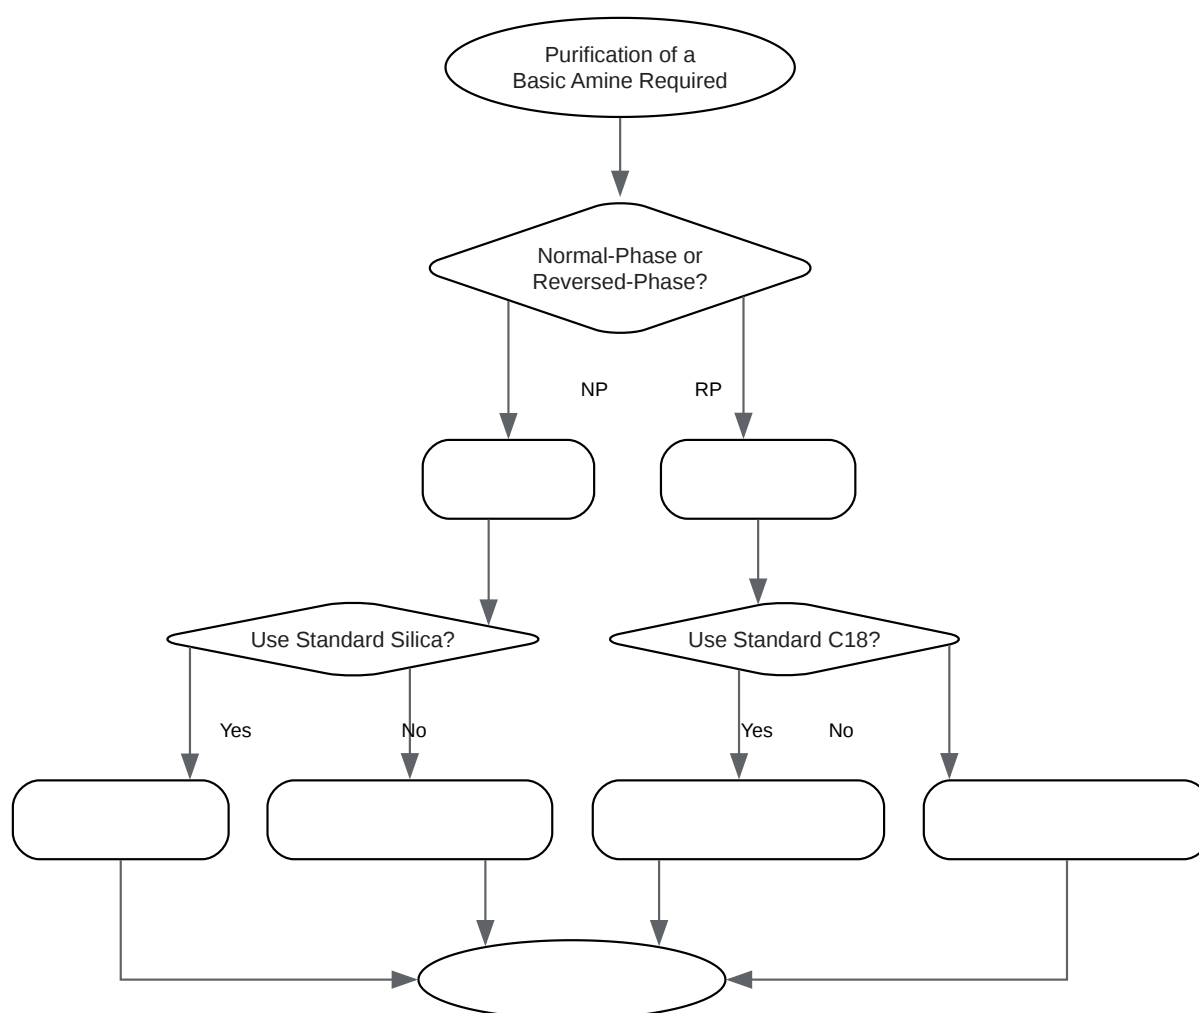 Purification of a
Basic Amine Required
Normal-Phase or
Reversed-Phase?
NP
RP
Use Standard Silica?
Use Standard C18?
Yes
No
Yes
No